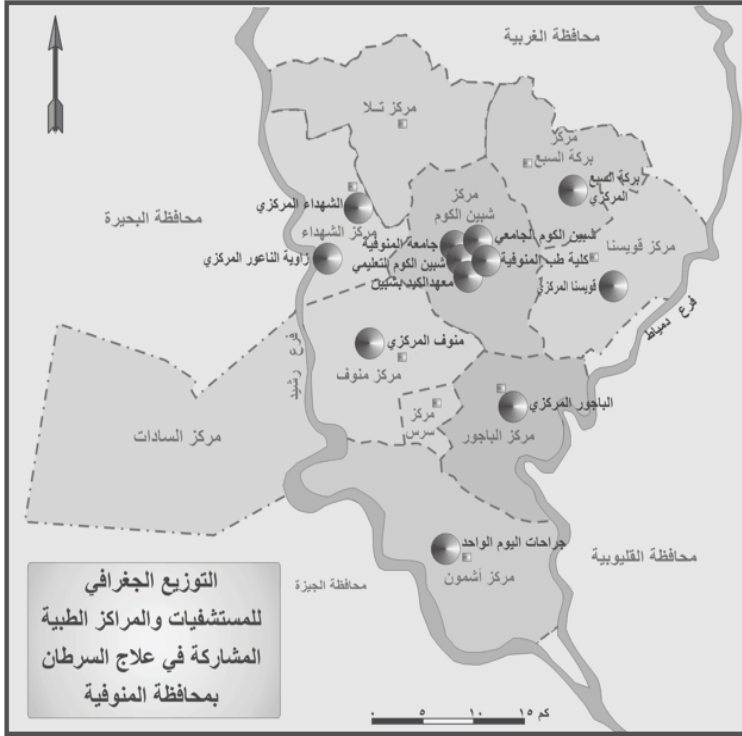 محافظة الغربية
مركز تلا
مركز
بركة السبع
بركة السبع
المركزي
الشهداء المركزي
مركز الشهداء
محافظة البحيرة
زاوية الناعور المركزي
مركز
شبين الكوم
شبين الكوم الجامعي
جامعة المنوفية
كلية طب المنوفية
شبين الكوم التعليمي
معهد الكبد بشبين
مركز قويسنا
قويسنا المركزي
فرع دمياط
فرع رشيد
منوف المركزي
مركز منوف
مركز
سرس
الباجور المركزي
مركز الباجور
مركز السادات
جراحات اليوم الواحد
مركز أشمون
محافظة القليوبية
محافظة الجيزة
التوزيع الجغرافي
للمستشفيات والمراكز الطبية
المشاركة في علاج السرطان
بمحافظة المنوفية
٠ ٥ ١٠ ١٥ كم